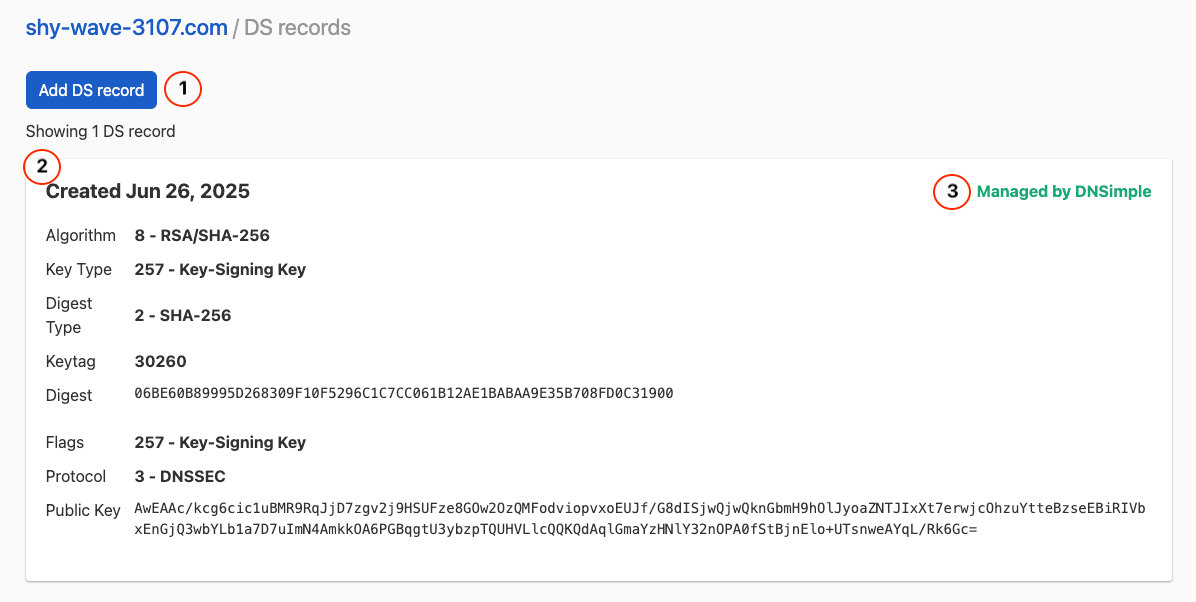 shy-wave-3107.com / DS records
Add DS record 1
Showing 1 DS record
2
Created Jun 26, 2025 3 Managed by DNSimple
Algorithm 8 - RSA/SHA-256
Key Type 257 - Key-Signing Key
Digest
Type
2 - SHA-256
Keytag 30260
Digest 06BE60B89995D268309F10F5296C1C7CC061B12AE1BABAA9E35B708FD0C31900
Flags 257 - Key-Signing Key
Protocol 3 - DNSSEC
Public Key AwEAAc/kcg6cic1uBMR9RqJjD7zgv2j9HSUFze8GOw2OzQMFodviopvxoEUJf/G8dISjwQjwQknGbmH9hOlJyoaZNTJIxXt7erwjcOhzuYtteBzseEBiRIVb
xEnGjQ3wbYLb1a7D7uImN4AmkkOA6PGBqgtU3ybzpTQUHVLlcQQKQdAqlGmaYzHNlY32nOPA0fStBjnElo+UTsnweAYqL/Rk6Gc=